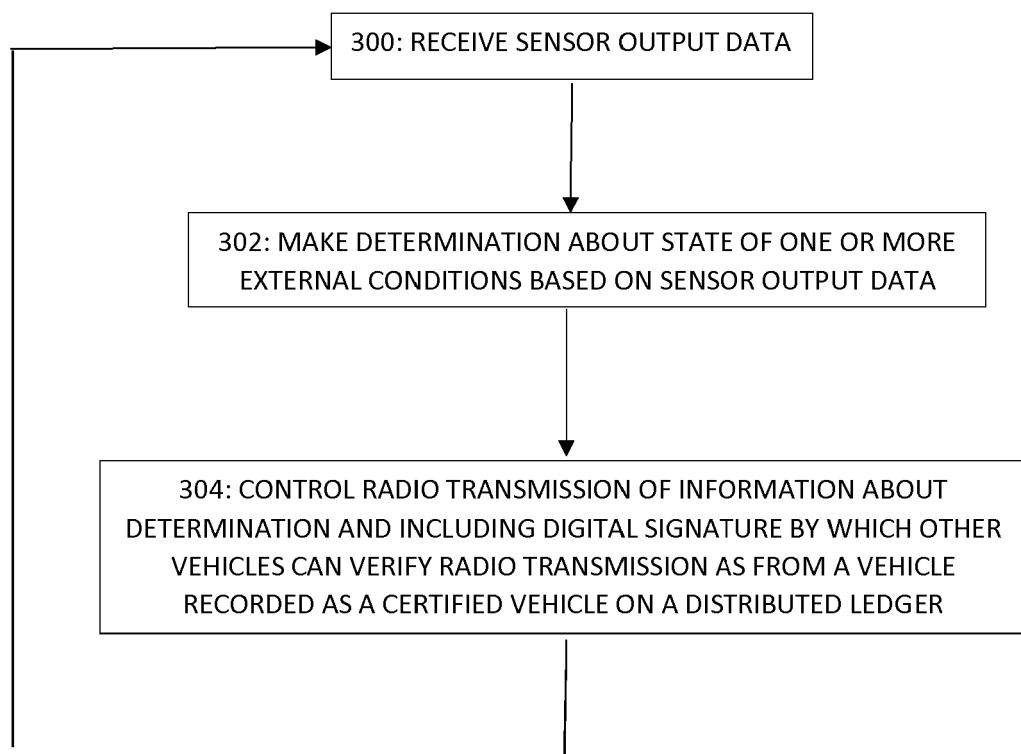 300: RECEIVE SENSOR OUTPUT DATA
302: MAKE DETERMINATION ABOUT STATE OF ONE OR MORE
EXTERNAL CONDITIONS BASED ON SENSOR OUTPUT DATA
304: CONTROL RADIO TRANSMISSION OF INFORMATION ABOUT
DETERMINATION AND INCLUDING DIGITAL SIGNATURE BY WHICH OTHER
VEHICLES CAN VERIFY RADIO TRANSMISSION AS FROM A VEHICLE
RECORDED AS A CERTIFIED VEHICLE ON A DISTRIBUTED LEDGER